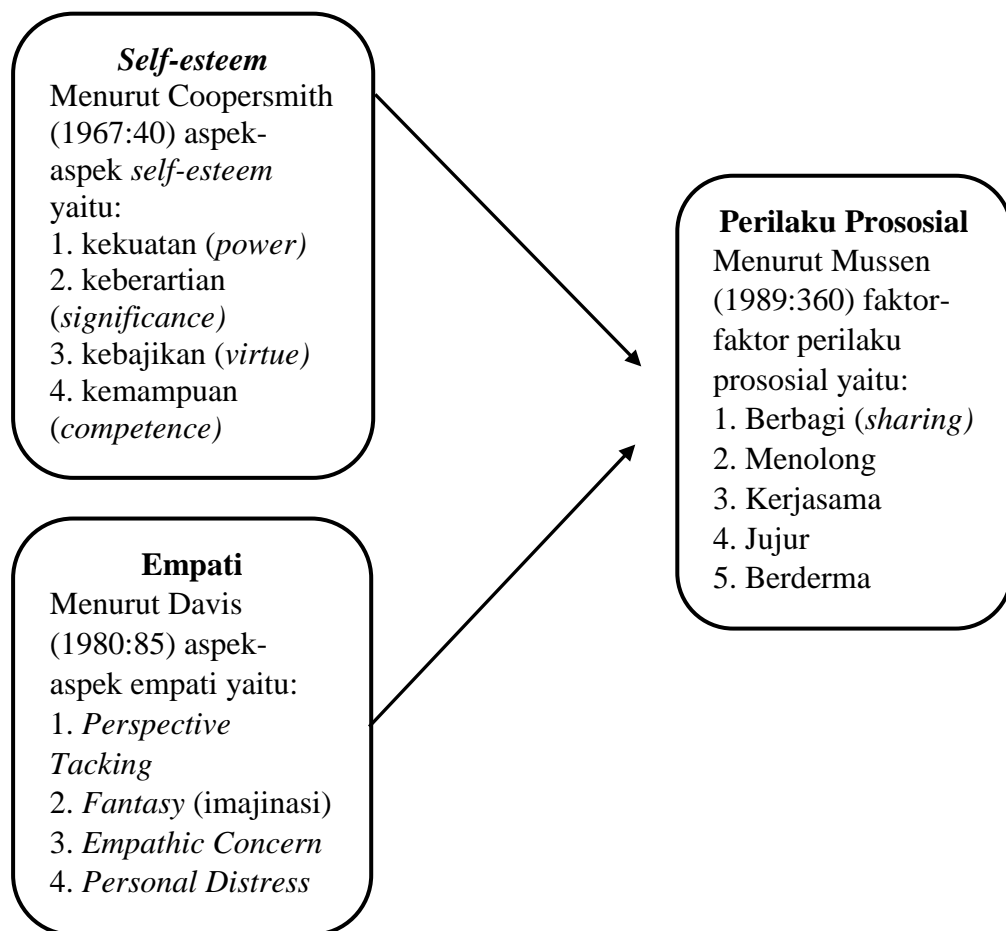 Self-esteem
Menurut Coopersmith
(1967:40) aspek-
aspek self-esteem
yaitu:
1. kekuatan (power)
2. keberartian
(significance)
3. kebajikan (virtue)
4. kemampuan
(competence)
Empati
Menurut Davis
(1980:85) aspek-
aspek empati yaitu:
1. Perspective
Tacking
2. Fantasy (imajinasi)
3. Empathic Concern
4. Personal Distress
Perilaku Prososial
Menurut Mussen
(1989:360) faktor-
faktor perilaku
prososial yaitu:
1. Berbagi (sharing)
2. Menolong
3. Kerjasama
4. Jujur
5. Berderma